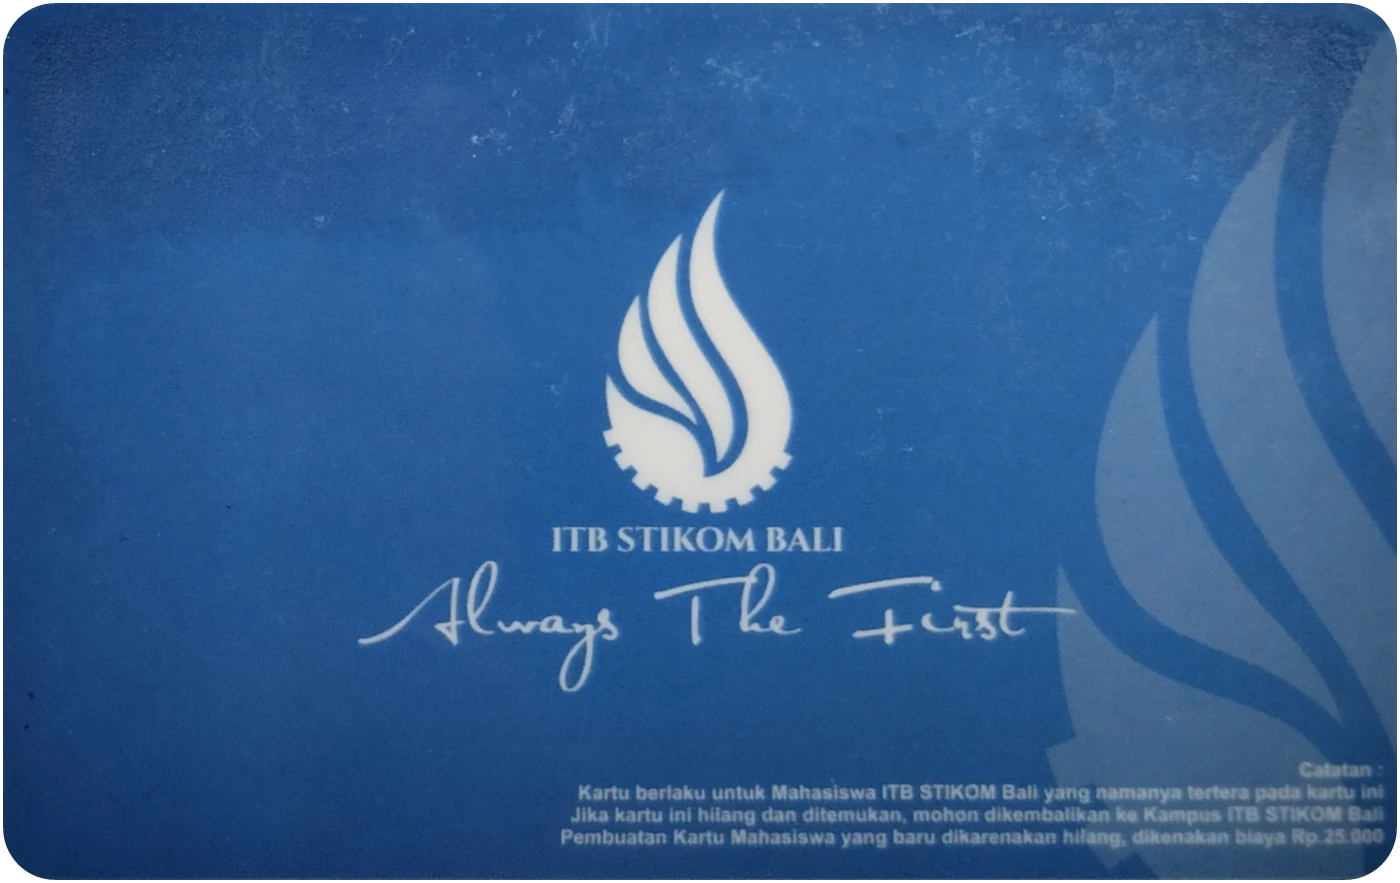 ITB STIKOM BALI
Always The First
Catatan :
Kartu berlaku untuk Mahasiswa ITB STIKOM Bali yang namanya tertera pada kartu ini
Jika kartu ini hilang dan ditemukan, mohon dikembalikan ke Kampus ITB STIKOM Bali
Pembuatan Kartu Mahasiswa yang baru dikarenakan hilang, dikenakan biaya Rp.25.000